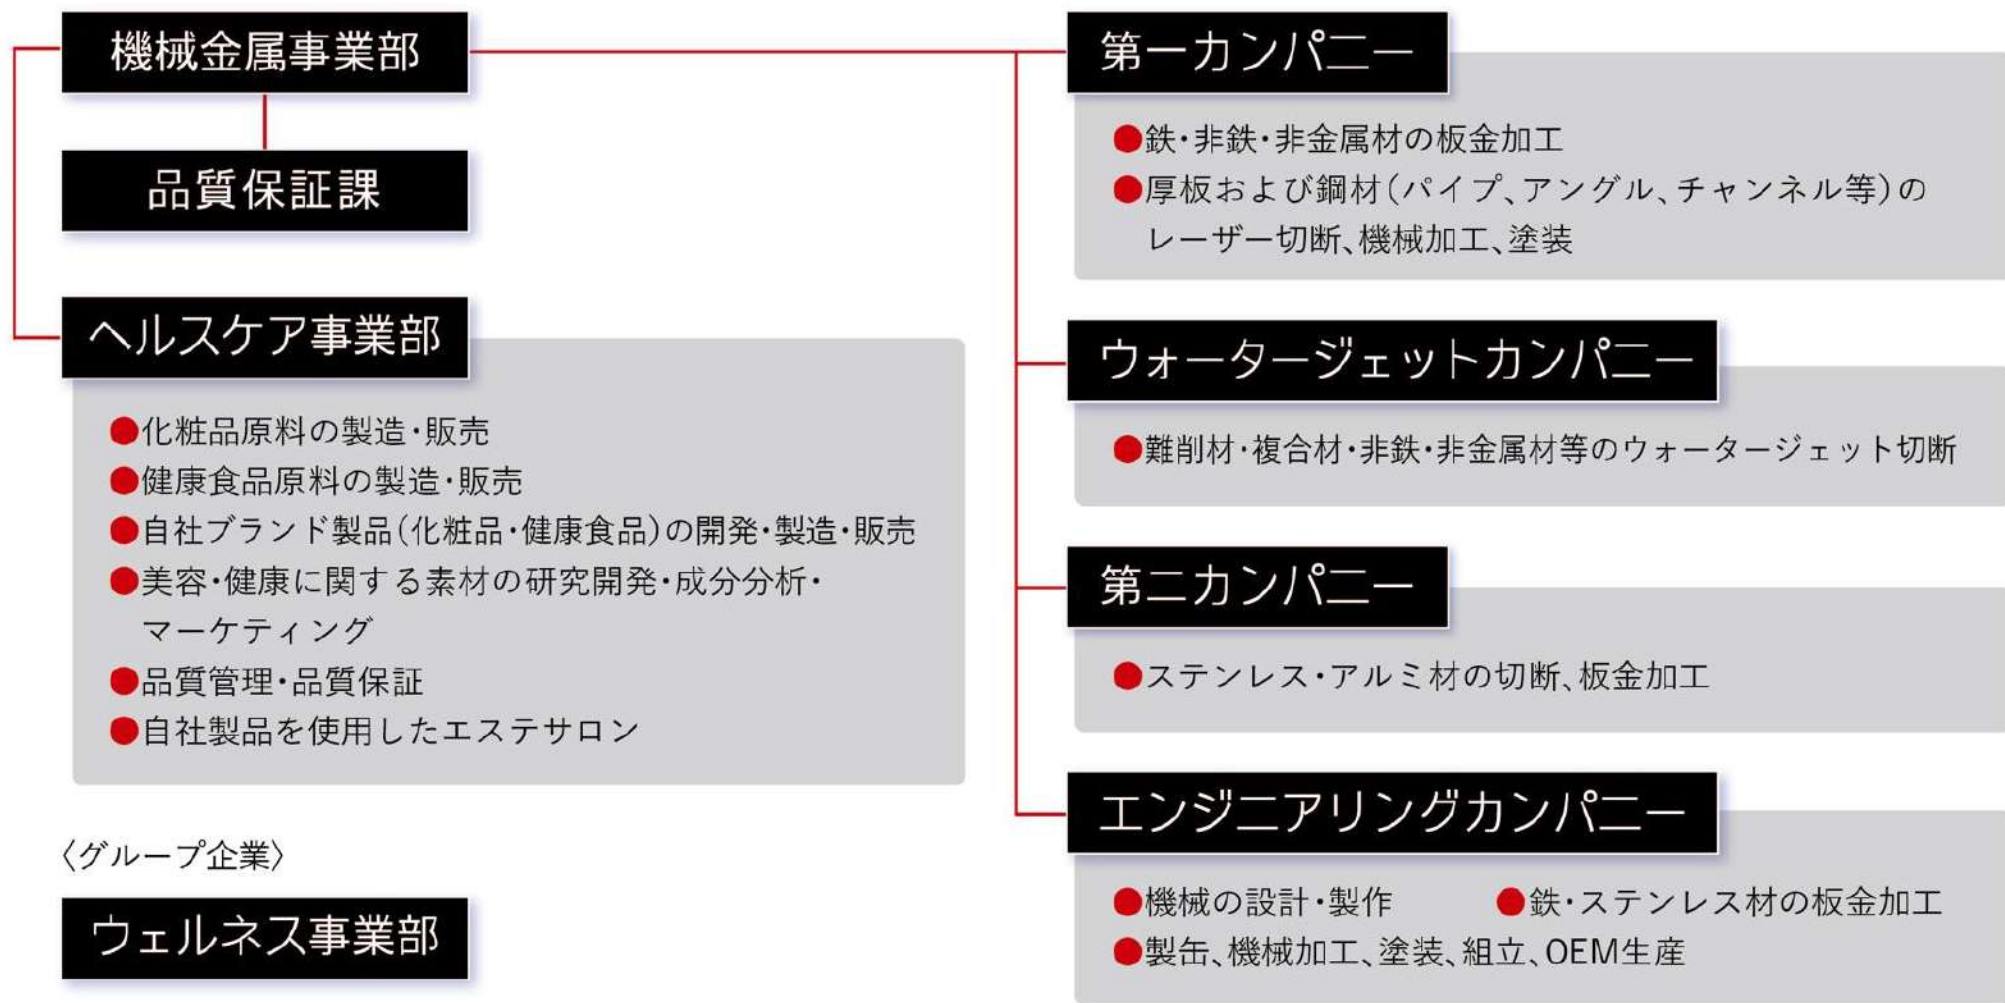 機械金属事業部
品質保証課
ヘルスケア事業部
●化粧品原料の製造・販売
●健康食品原料の製造・販売
●自社ブランド製品(化粧品・健康食品)の開発・製造・販売
●美容・健康に関する素材の研究開発・成分分析・
マーケティング
●品質管理・品質保証
●自社製品を使用したエステサロン
〈グループ企業〉
ウェルネス事業部
第一カンパニー
●鉄・非鉄・非金属材の板金加工
●厚板および鋼材(パイプ、アングル、チャンネル等)の
レーザー切断、機械加工、塗装
ウォータージェットカンパニー
●難削材・複合材・非鉄・非金属材等のウォータージェット切断
第二カンパニー
●ステンレス・アルミ材の切断、板金加工
エンジニアリングカンパニー
●機械の設計・製作 ●鉄・ステンレス材の板金加工
●製缶、機械加工、塗装、組立、OEM生産